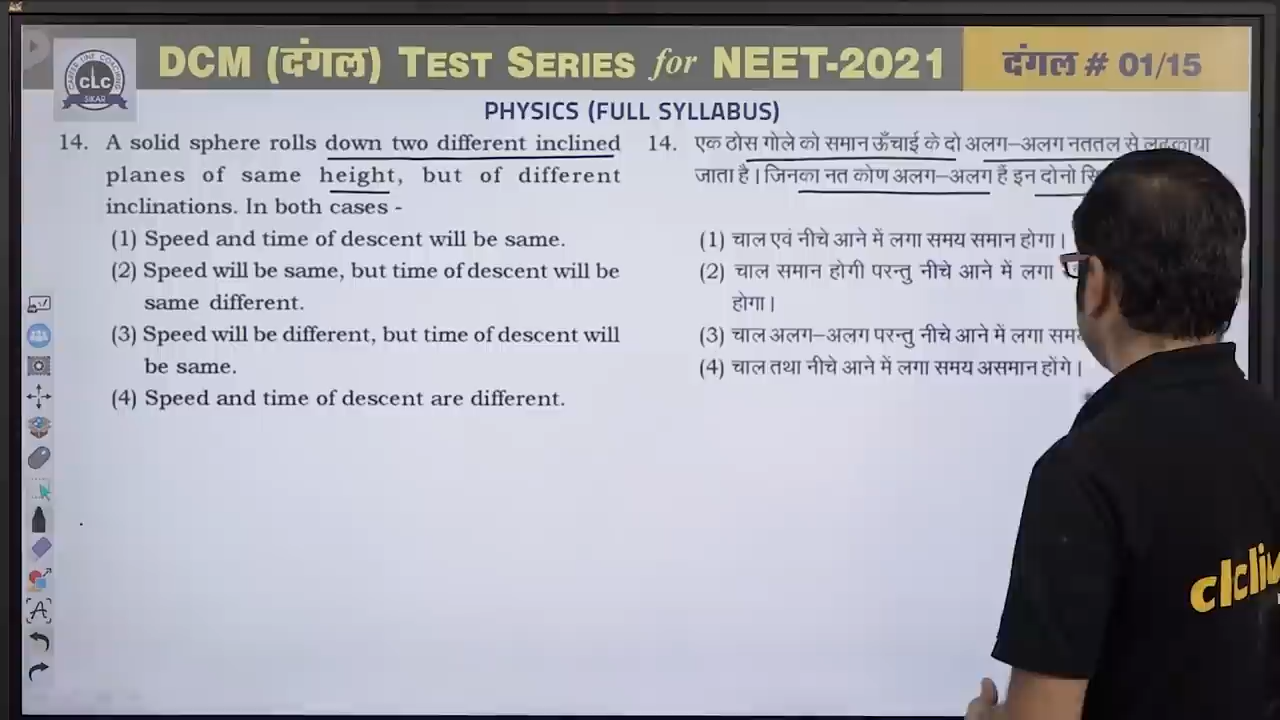 DCM (दंगल) TEST SERIES for NEET-2021
दंगल # 01/15
CLC
SIKAR
PHYSICS (FULL SYLLABUS)
14. A solid sphere rolls down two different inclined
planes of same height, but of different
inclinations. In both cases -
(1) Speed and time of descent will be same.
(2) Speed will be same, but time of descent will be
same different.
(3) Speed will be different, but time of descent will
be same.
(4) Speed and time of descent are different.
14. एक ठोस गोले को समान ऊँचाई के दो अलग–अलग नततल से लुढ़काया
जाता है। जिनका नत कोण अलग–अलग हैं इन दोनो
(1) चाल एवं नीचे आने में लगा समय समान होगा।
(2) चाल समान होगी परन्तु नीचे आने में लगा
होगा।
(3) चाल अलग–अलग परन्तु नीचे आने में लगा
(4) चाल तथा नीचे आने में लगा समय असमान होंगे।